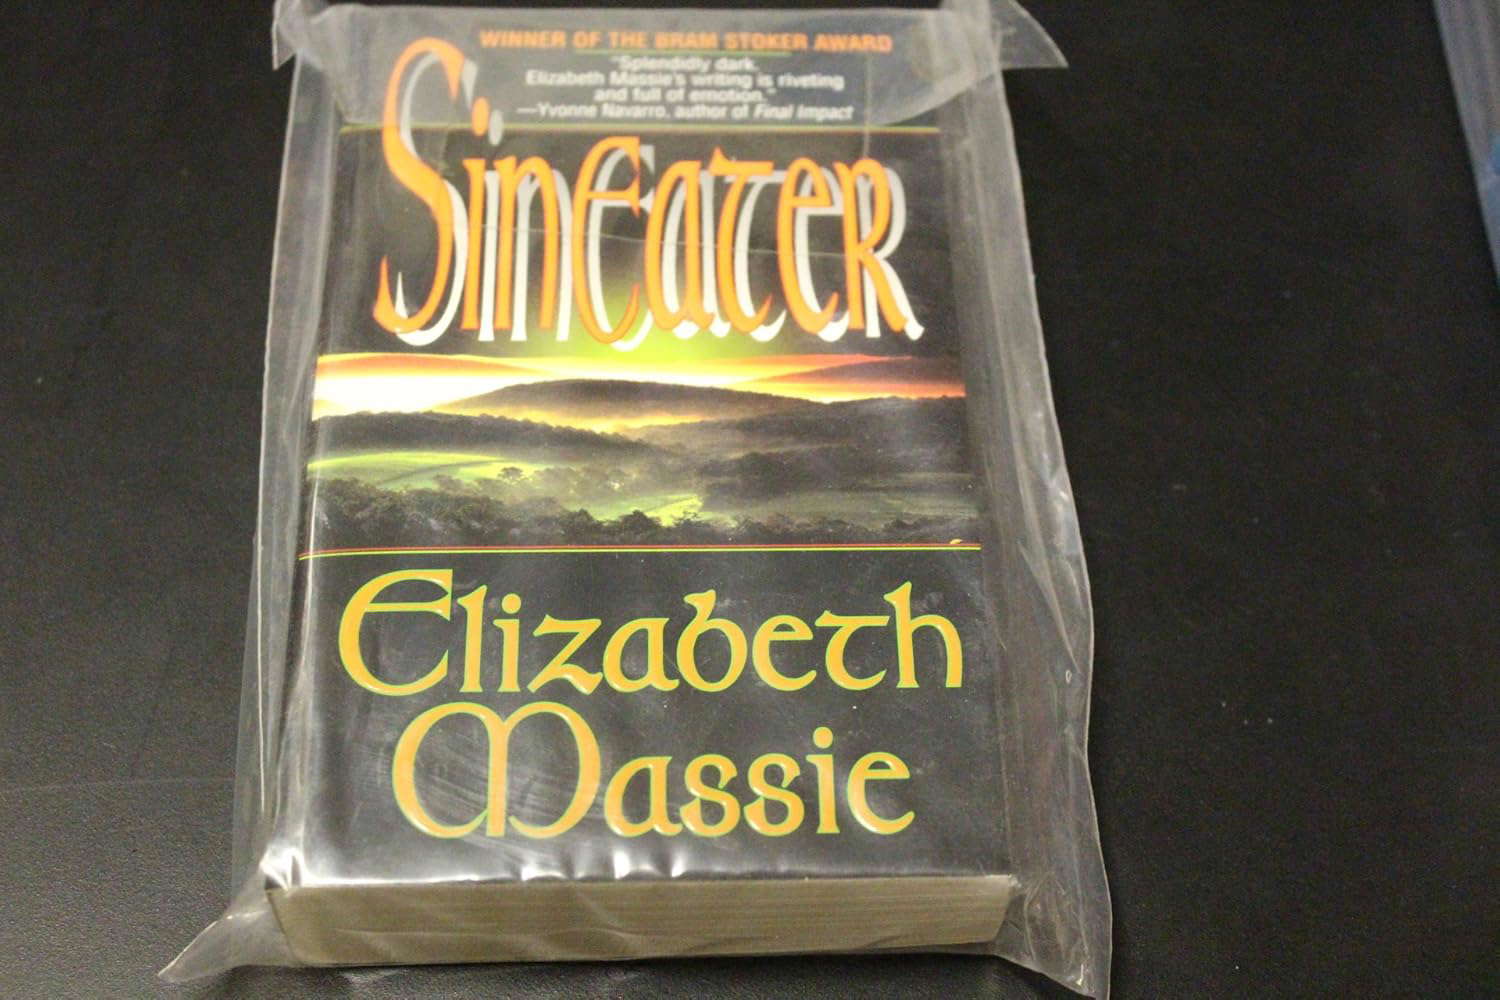 WINNER OF THE BRAM STOKER AWARD
"Splendidly dark.
Elizabeth Massie's writing is riveting
and full of emotion."
—Yvonne Navarro, author of Final Impact
SinEater
Elizabeth
Massie